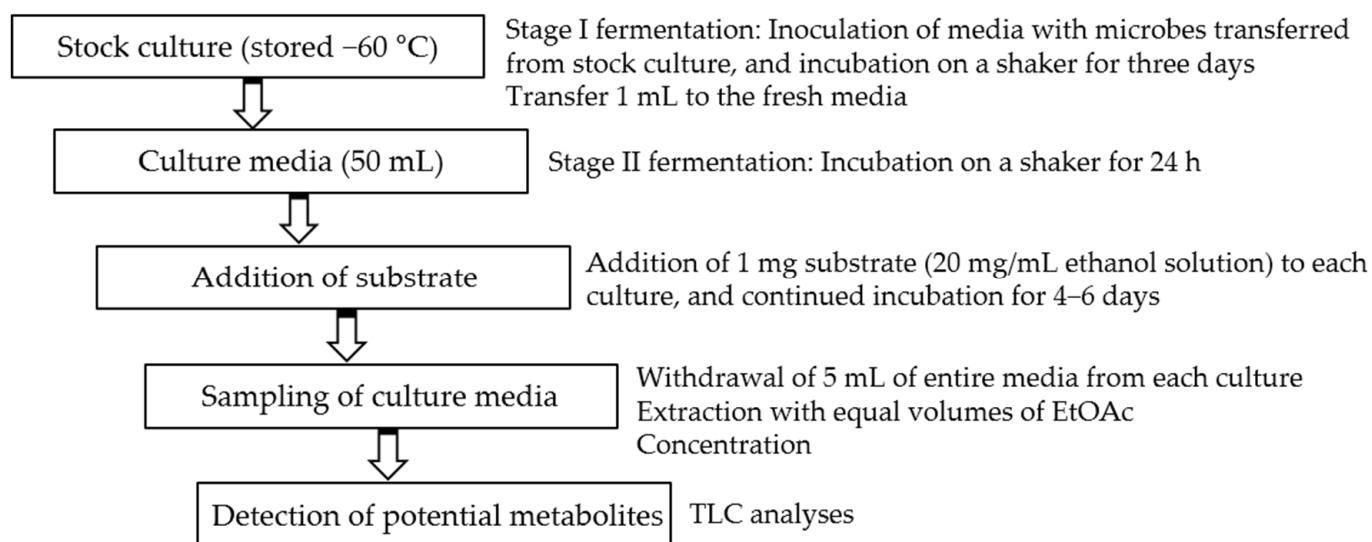 Stock culture (stored −60 °C)
Stage I fermentation: Inoculation of media with microbes transferred
from stock culture, and incubation on a shaker for three days
Transfer 1 mL to the fresh media
Culture media (50 mL)
Stage II fermentation: Incubation on a shaker for 24 h
Addition of substrate
Addition of 1 mg substrate (20 mg/mL ethanol solution) to each
culture, and continued incubation for 4–6 days
Sampling of culture media
Withdrawal of 5 mL of entire media from each culture
Extraction with equal volumes of EtOAc
Concentration
Detection of potential metabolites
TLC analyses